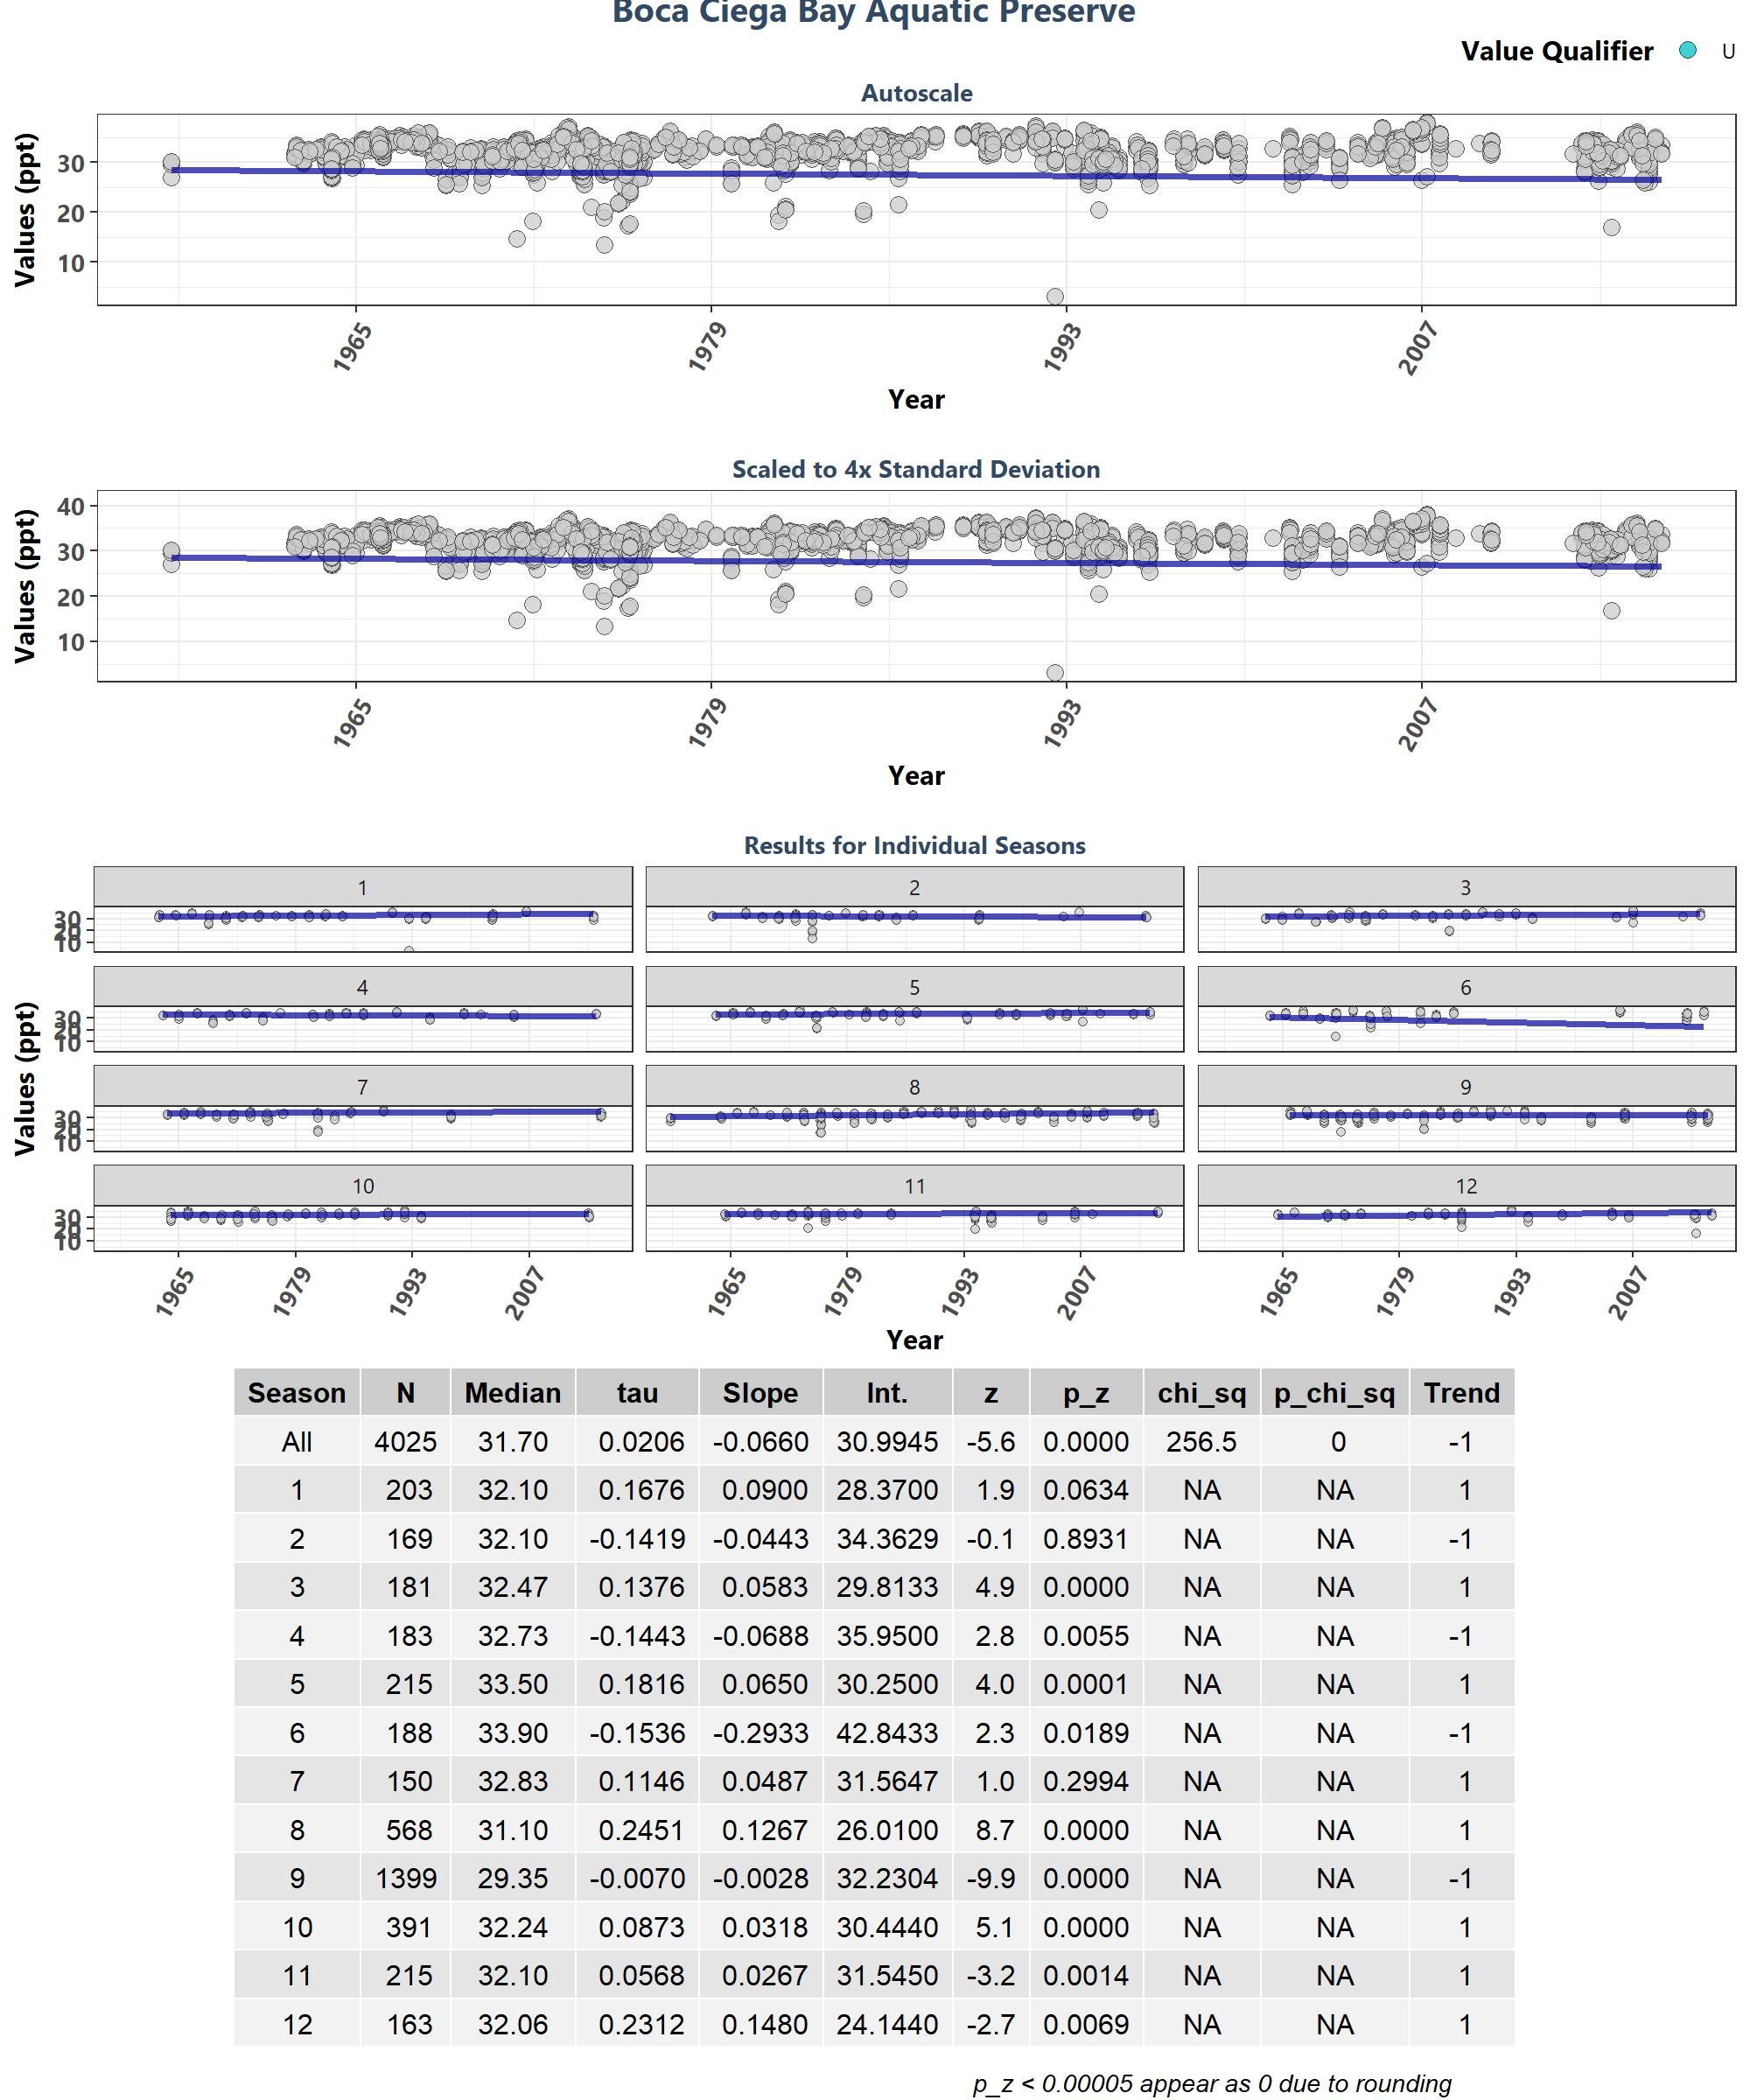 Boca Ciega Bay Aquatic Preserve
Value Qualifier U
Autoscale
Values (ppt)
30
20
10
1965 1979 1993 2007
Year
Scaled to 4x Standard Deviation
Values (ppt)
40
30
20
10
1965 1979 1993 2007
Year
Results for Individual Seasons
Values (ppt)
1 2 3
30
20
10
4 5 6
30
20
10
7 8 9
30
20
10
10 11 12
30
20
10
1965 1979 1993 2007 1965 1979 1993 2007 1965 1979 1993 2007
Year
Season N Median tau Slope Int. z p_z chi_sq p_chi_sq Trend
All 4025 31.70 0.0206 -0.0660 30.9945 -5.6 0.0000 256.5 0 -1
1 203 32.10 0.1676 0.0900 28.3700 1.9 0.0634 NA NA 1
2 169 32.10 -0.1419 -0.0443 34.3629 -0.1 0.8931 NA NA -1
3 181 32.47 0.1376 0.0583 29.8133 4.9 0.0000 NA NA 1
4 183 32.73 -0.1443 -0.0688 35.9500 2.8 0.0055 NA NA -1
5 215 33.50 0.1816 0.0650 30.2500 4.0 0.0001 NA NA 1
6 188 33.90 -0.1536 -0.2933 42.8433 2.3 0.0189 NA NA -1
7 150 32.83 0.1146 0.0487 31.5647 1.0 0.2994 NA NA 1
8 568 31.10 0.2451 0.1267 26.0100 8.7 0.0000 NA NA 1
9 1399 29.35 -0.0070 -0.0028 32.2304 -9.9 0.0000 NA NA -1
10 391 32.24 0.0873 0.0318 30.4440 5.1 0.0000 NA NA 1
11 215 32.10 0.0568 0.0267 31.5450 -3.2 0.0014 NA NA 1
12 163 32.06 0.2312 0.1480 24.1440 -2.7 0.0069 NA NA 1
p_z < 0.00005 appear as 0 due to rounding